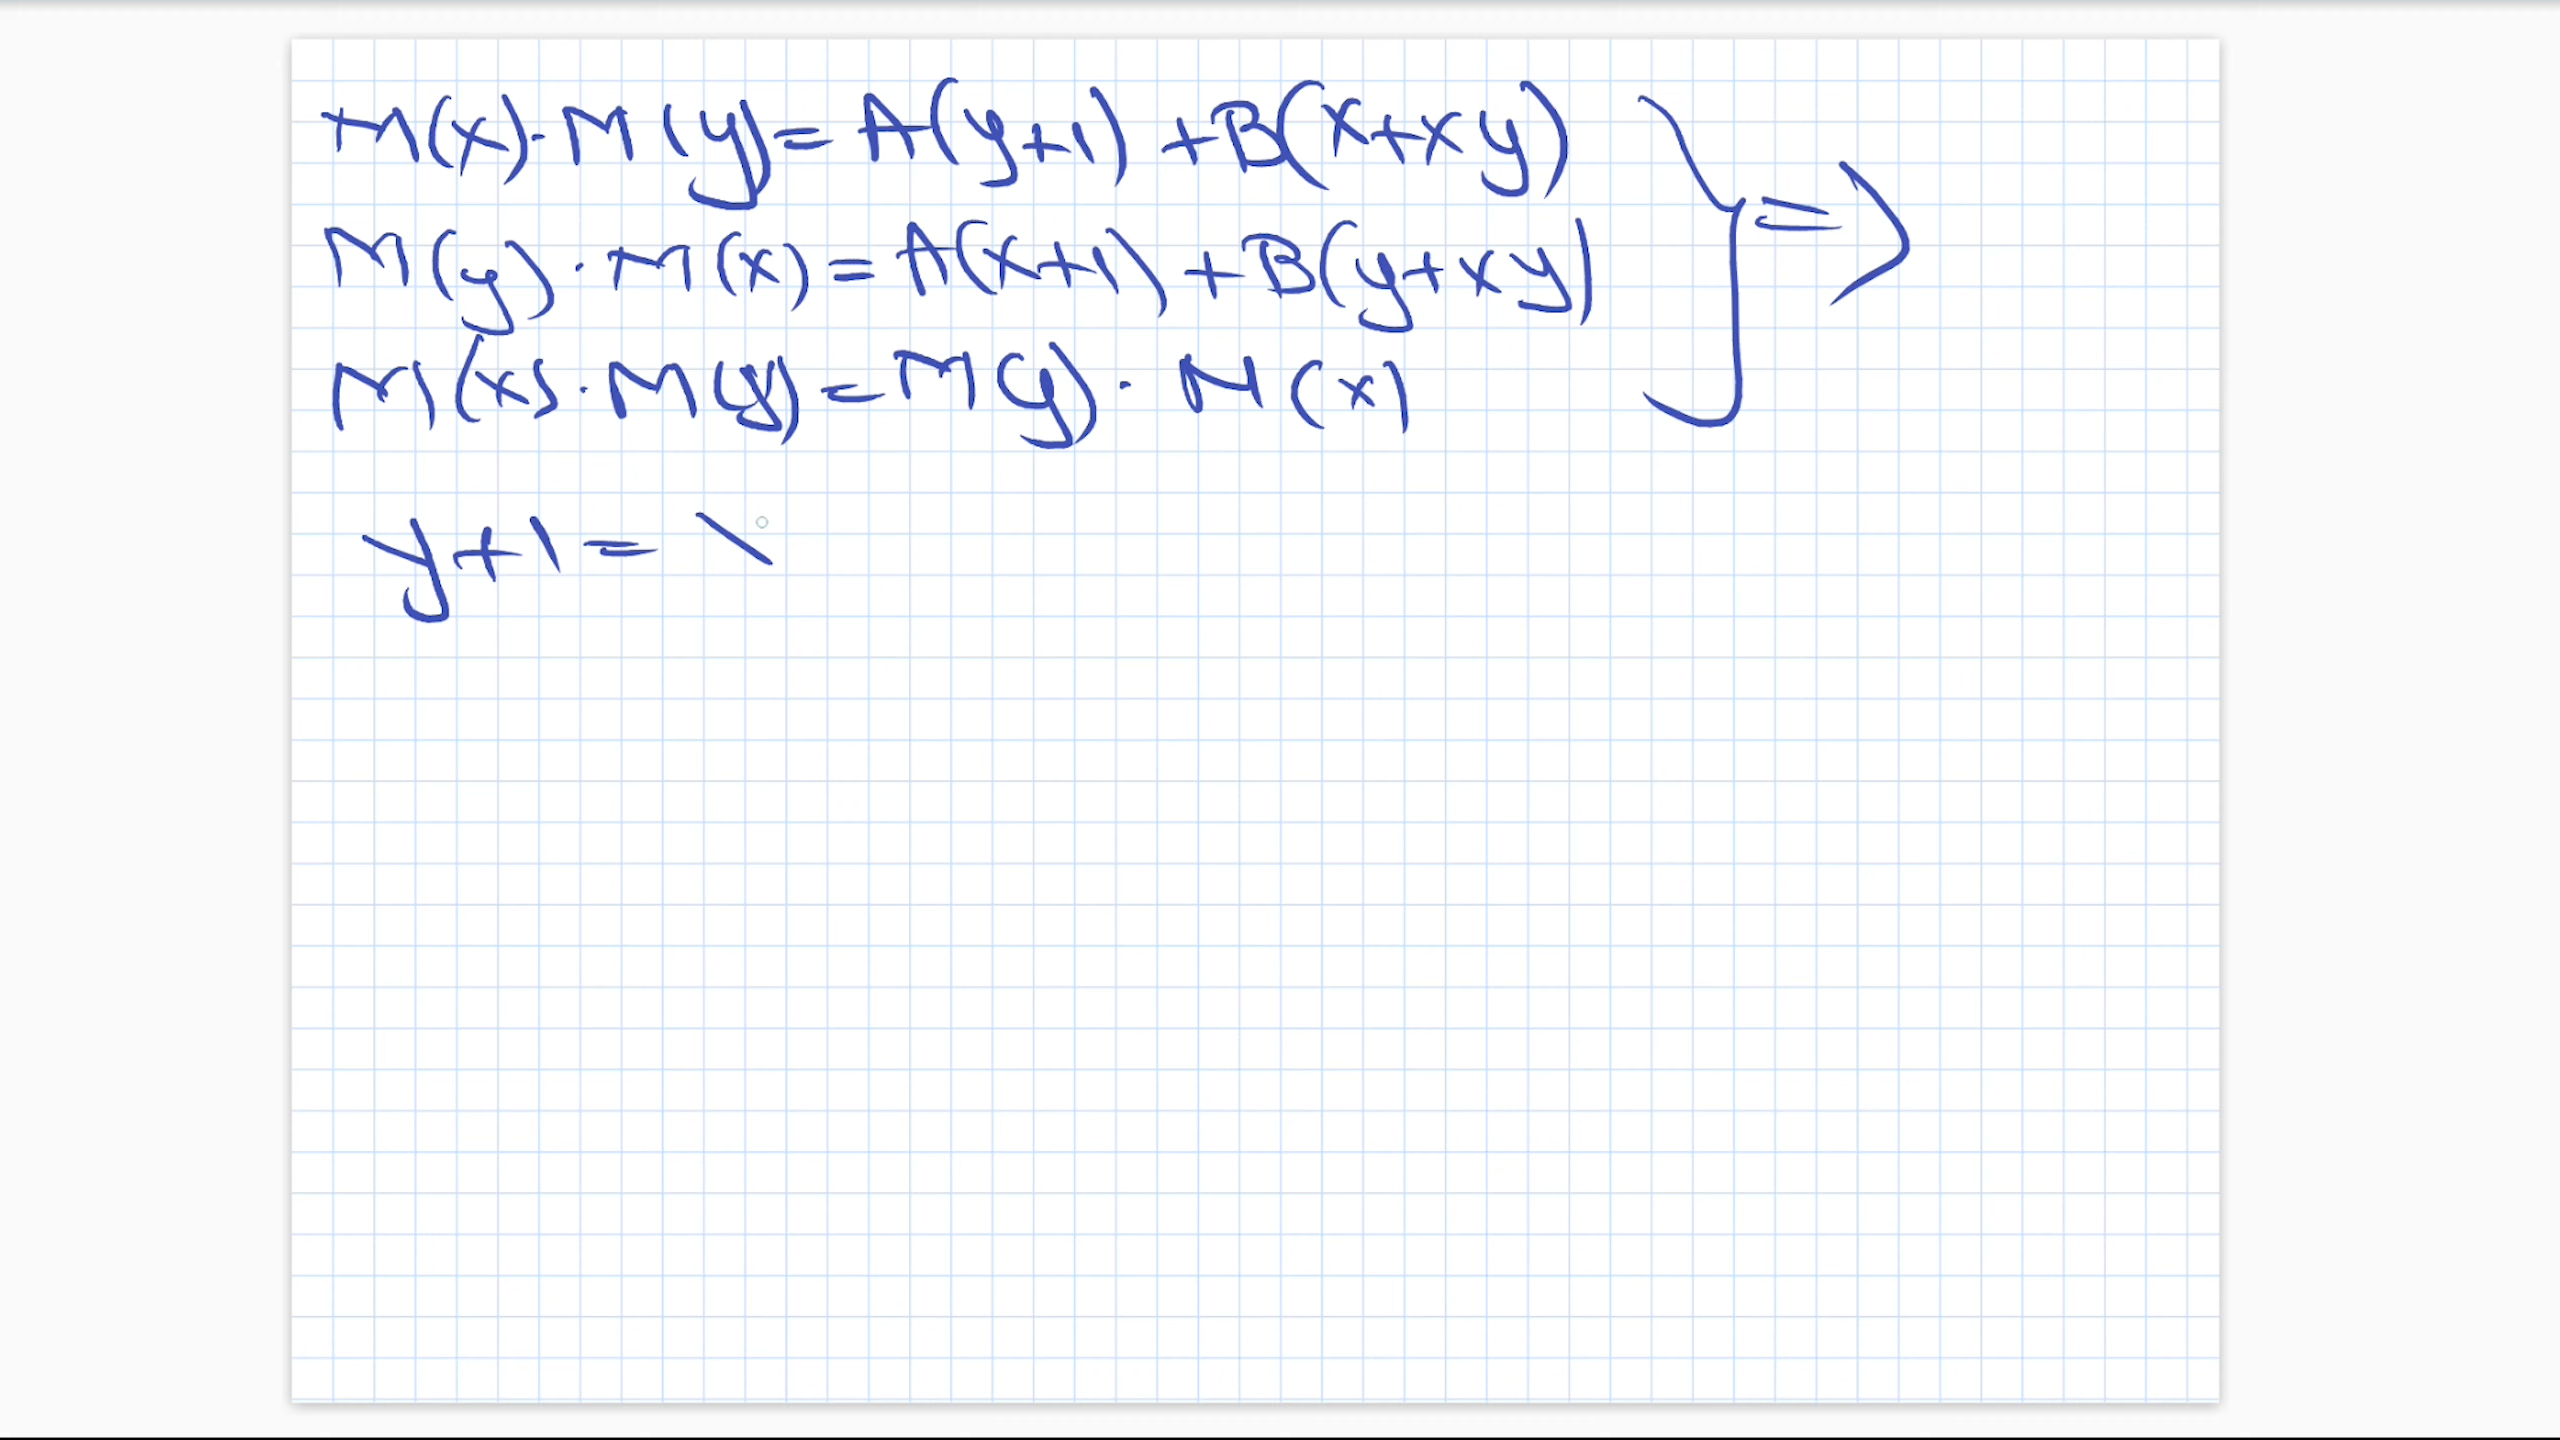 M(x)·M(y)=A(y+1)+B(x+xy)
M(y)·M(x)=A(x+1)+B(y+xy) } =>
M(x)·M(y)=M(y)·M(x)
y+1= \